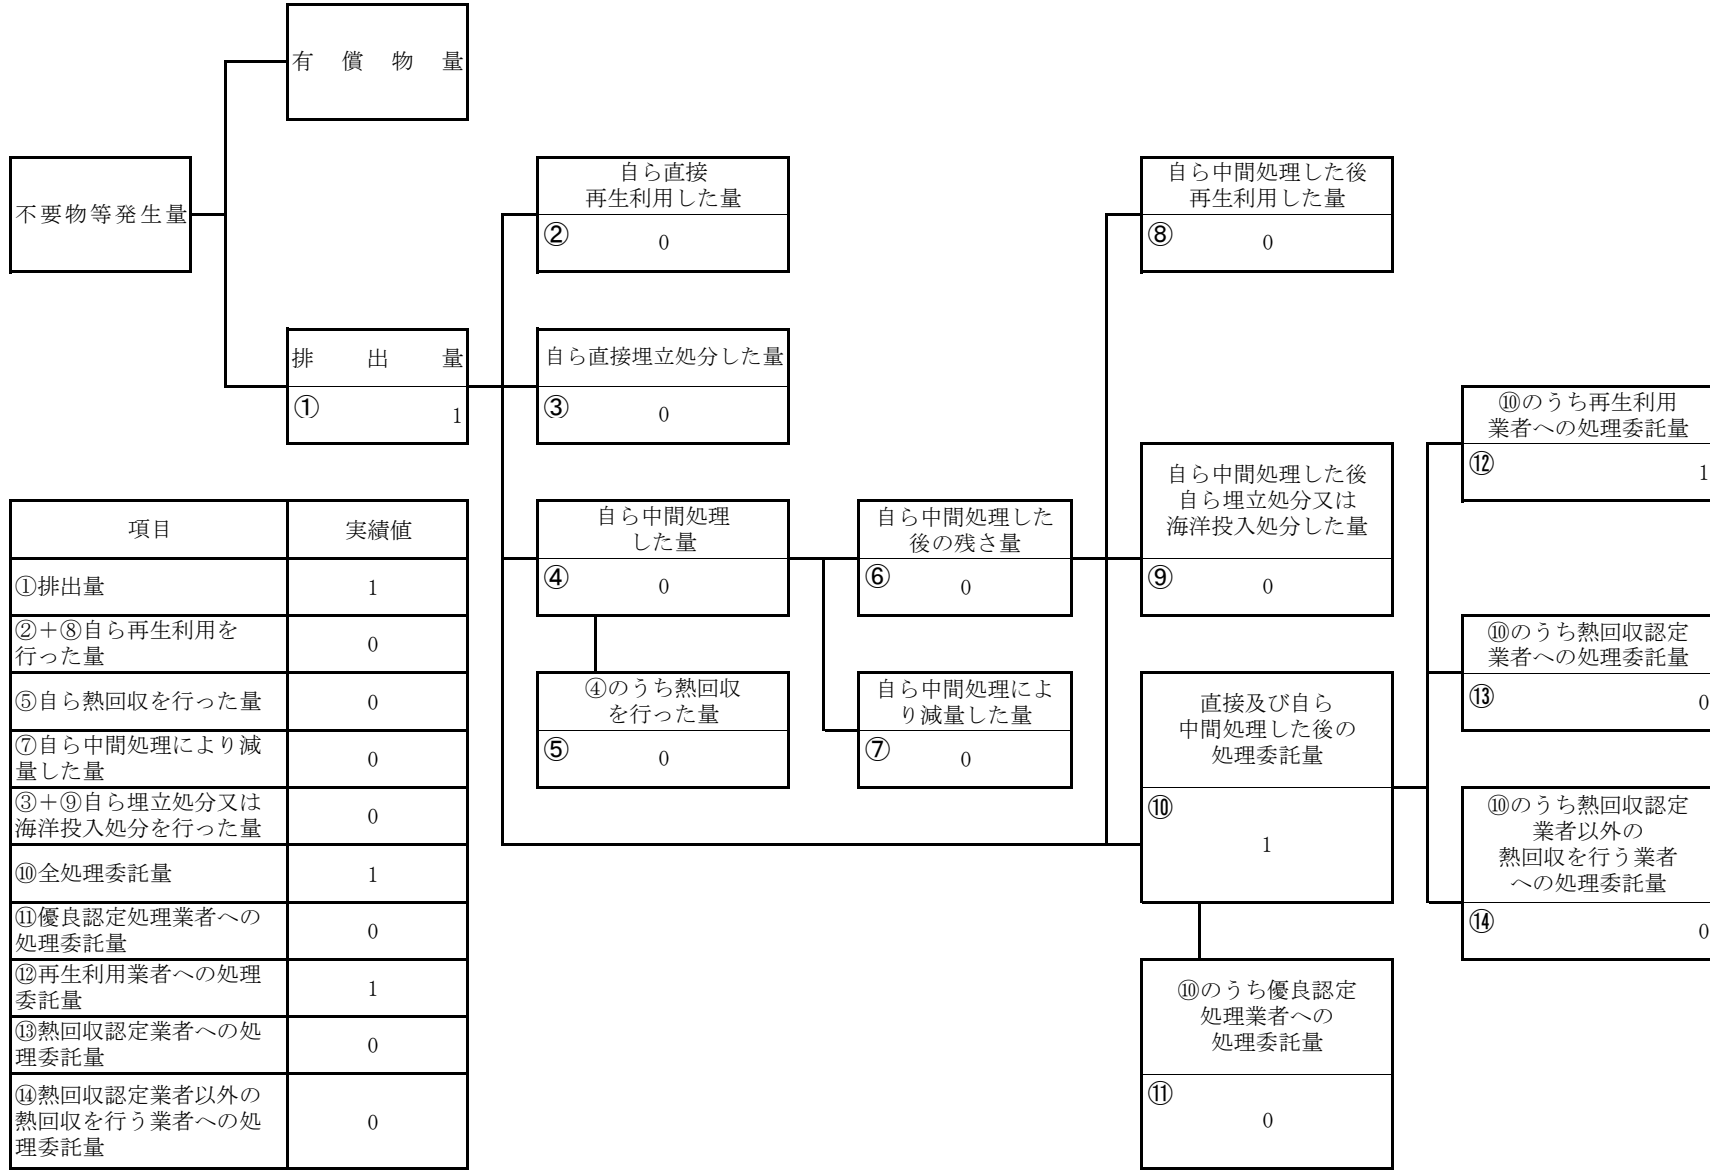 有償物量
不要物等発生量
排出量
①
1
自ら直接
再生利用した量
②
0
自ら直接埋立処分した量
③
0
自ら中間処理
した量
④
0
④のうち熱回収
を行った量
⑤
0
自ら中間処理した
後の残さ量
⑥
0
自ら中間処理によ
り減量した量
⑦
0
自ら中間処理した後
再生利用した量
⑧
0
自ら中間処理した後
自ら埋立処分又は
海洋投入処分した量
⑨
0
直接及び自ら
中間処理した後の
処理委託量
⑩
1
⑩のうち優良認定
処理業者への
処理委託量
⑪
0
⑩のうち再生利用
業者への処理委託量
⑫
1
⑩のうち熱回収認定
業者への処理委託量
⑬
0
⑩のうち熱回収認定
業者以外の
熱回収を行う業者
への処理委託量
⑭
0
項目
実績値
①排出量
1
②+⑧自ら再生利用を
行った量
0
⑤自ら熱回収を行った量
0
⑦自ら中間処理により減
量した量
0
③+⑨自ら埋立処分又は
海洋投入処分を行った量
0
⑩全処理委託量
1
⑪優良認定処理業者への
処理委託量
0
⑫再生利用業者への処理
委託量
1
⑬熱回収認定業者への処
理委託量
0
⑭熱回収認定業者以外の
熱回収を行う業者への処
理委託量
0